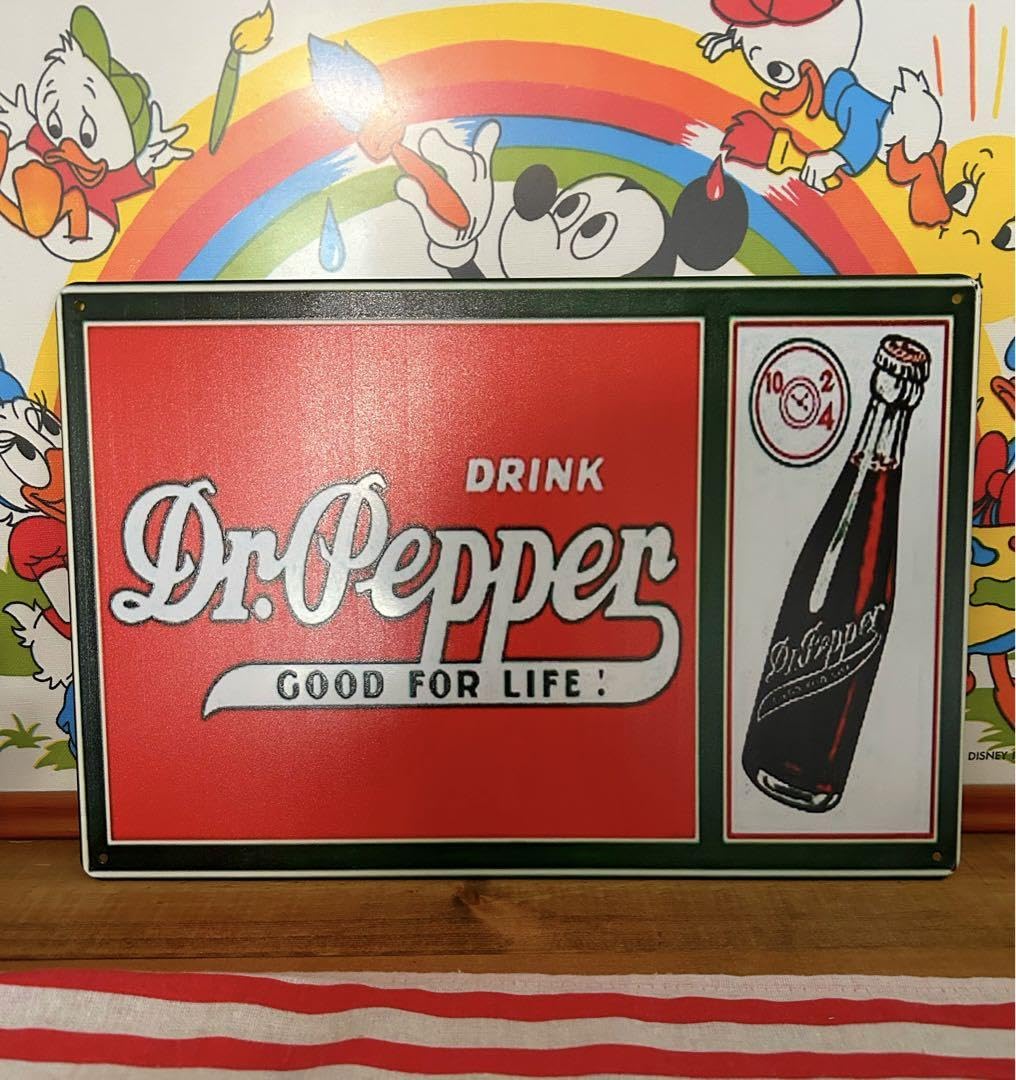 DRINK
Dr. Pepper
GOOD FOR LIFE!
10 2
4
Dr. Pepper
DISNEY